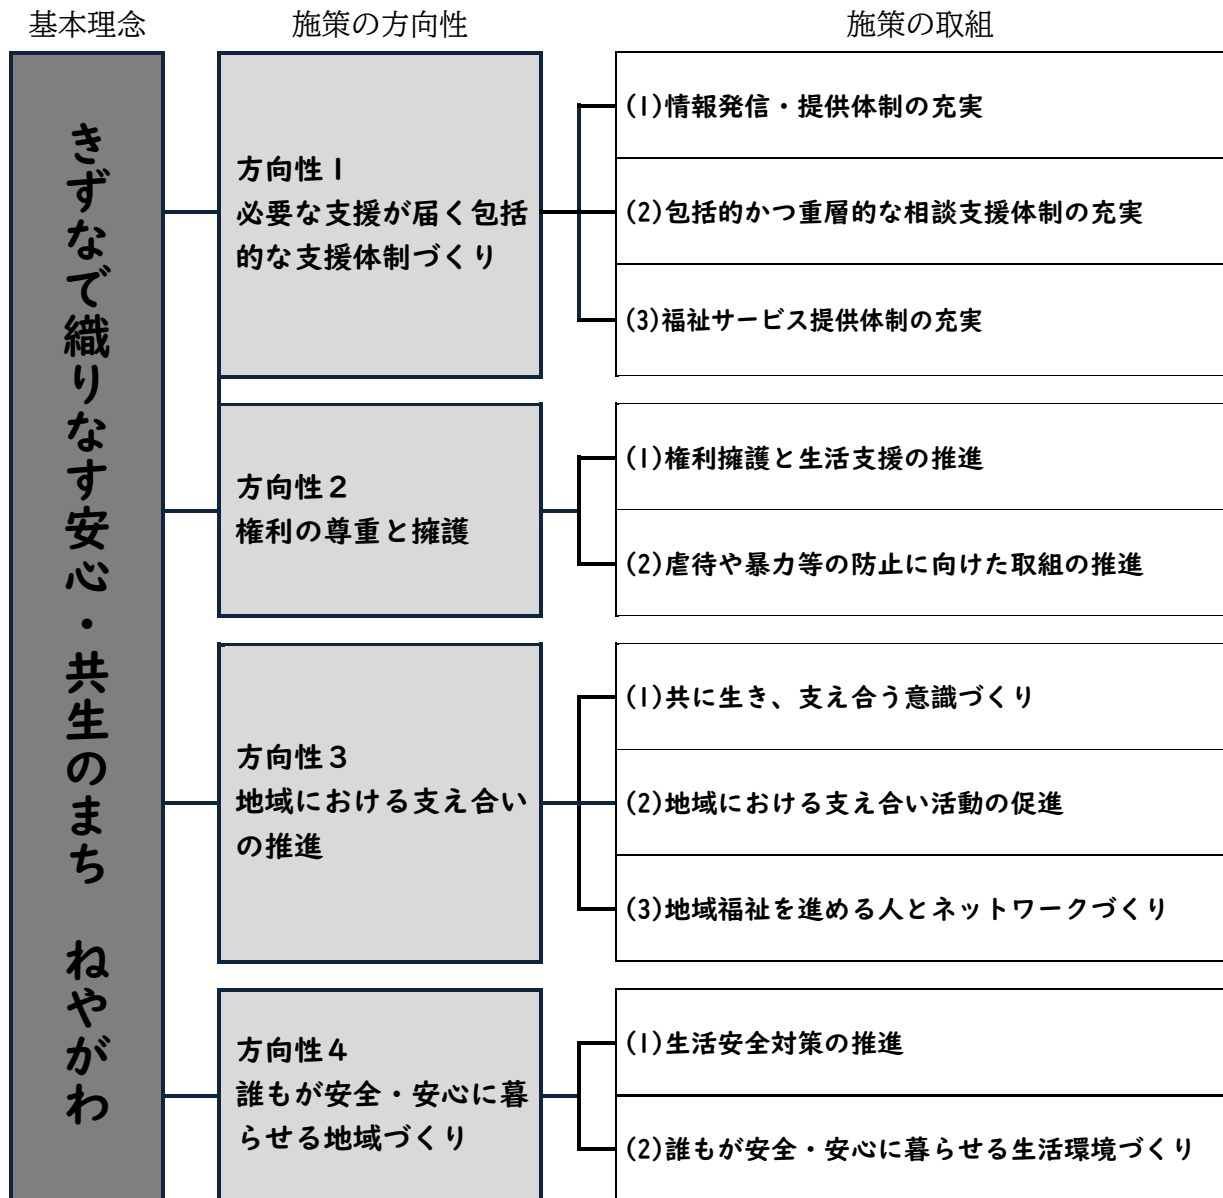 基本理念
施策の方向性
施策の取組
きずなで織りなす安心・共生のまち　ねやがわ
方向性1
必要な支援が届く包括
的な支援体制づくり
(1)情報発信・提供体制の充実
(2)包括的かつ重層的な相談支援体制の充実
(3)福祉サービス提供体制の充実
方向性2
権利の尊重と擁護
(1)権利擁護と生活支援の推進
(2)虐待や暴力等の防止に向けた取組の推進
方向性3
地域における支え合い
の推進
(1)共に生き、支え合う意識づくり
(2)地域における支え合い活動の促進
(3)地域福祉を進める人とネットワークづくり
方向性4
誰もが安全・安心に暮
らせる地域づくり
(1)生活安全対策の推進
(2)誰もが安全・安心に暮らせる生活環境づくり